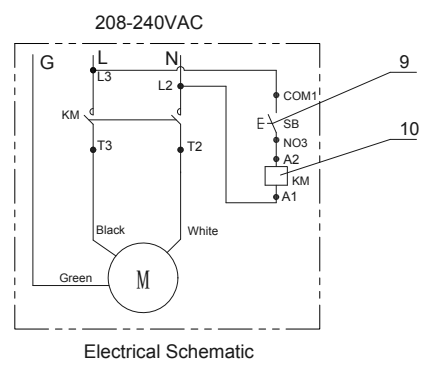 208-240VAC
G L N
L3
L2
COM1
KM
SB
NO3
T3 T2
A2
KM
A1
Black White
Green
M
9
10
Electrical Schematic